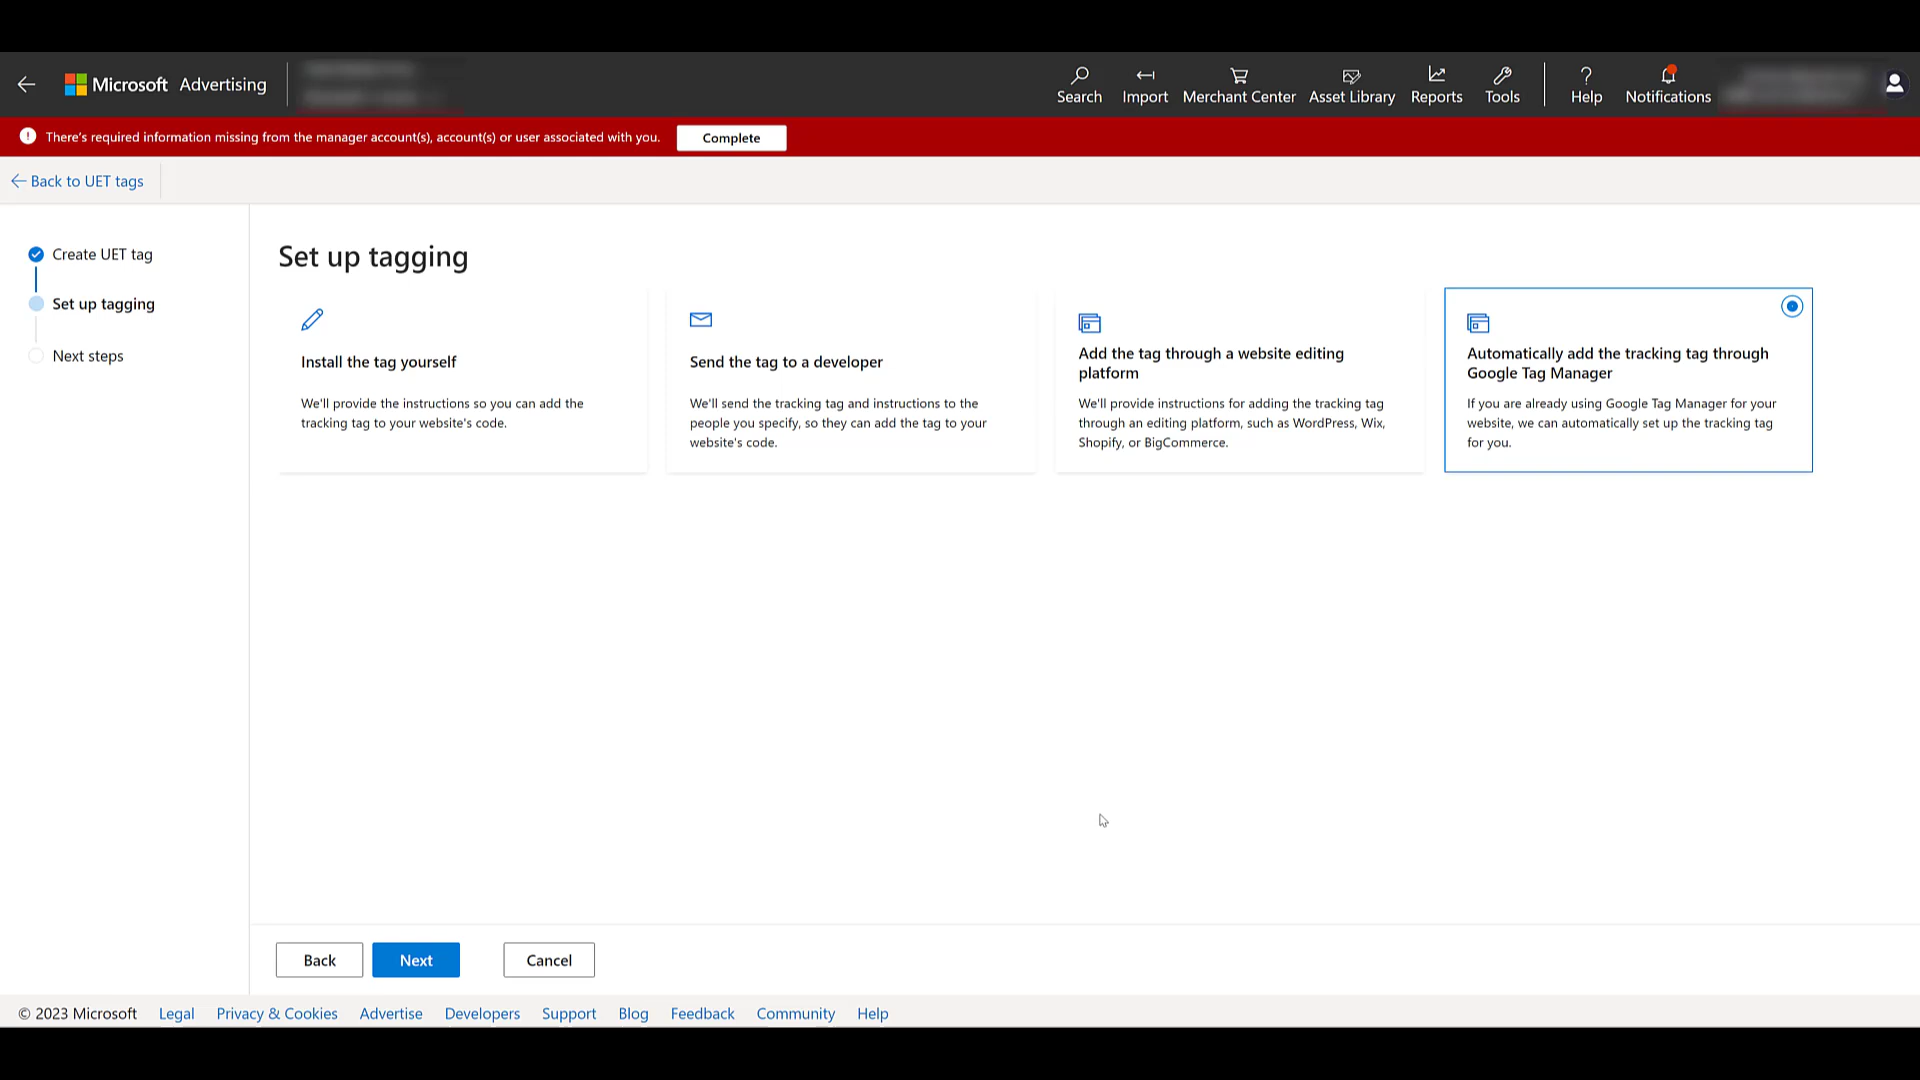 Microsoft Advertising
Search
Import
Merchant Center
Asset Library
Reports
Tools
Help
Notifications
There's required information missing from the manager account(s), account(s) or user associated with you.
Complete
Back to UET tags
Create UET tag
Set up tagging
Next steps
Set up tagging
Install the tag yourself
We'll provide the instructions so you can add the
tracking tag to your website's code.
Send the tag to a developer
We'll send the tracking tag and instructions to the
people you specify, so they can add the tag to your
website's code.
Add the tag through a website editing
platform
We'll provide instructions for adding the tracking tag
through an editing platform, such as WordPress, Wix,
Shopify, or BigCommerce.
Automatically add the tracking tag through
Google Tag Manager
If you are already using Google Tag Manager for your
website, we can automatically set up the tracking tag
for you.
Back
Next
Cancel
© 2023 Microsoft Legal Privacy & Cookies Advertise Developers Support Blog Feedback Community Help